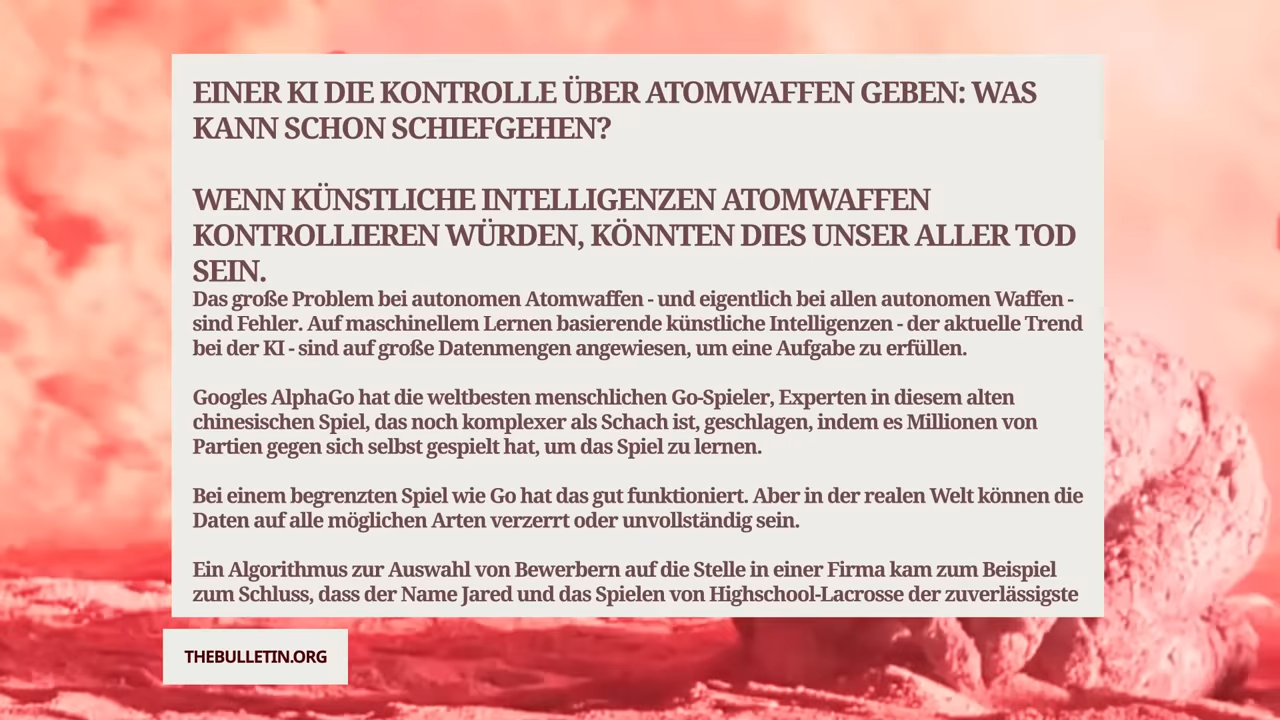 EINER KI DIE KONTROLLE ÜBER ATOMWAFFEN GEBEN: WAS
KANN SCHON SCHIEFGEHEN?
WENN KÜNSTLICHE INTELLIGENZEN ATOMWAFFEN
KONTROLLIEREN WÜRDEN, KÖNNTEN DIES UNSER ALLER TOD
SEIN.
Das große Problem bei autonomen Atomwaffen - und eigentlich bei allen autonomen Waffen -
sind Fehler. Auf maschinellem Lernen basierende künstliche Intelligenzen - der aktuelle Trend
bei der KI - sind auf große Datenmengen angewiesen, um eine Aufgabe zu erfüllen.
Googles AlphaGo hat die weltbesten menschlichen Go-Spieler, Experten in diesem alten
chinesischen Spiel, das noch komplexer als Schach ist, geschlagen, indem es Millionen von
Partien gegen sich selbst gespielt hat, um das Spiel zu lernen.
Bei einem begrenzten Spiel wie Go hat das gut funktioniert. Aber in der realen Welt können die
Daten auf alle möglichen Arten verzerrt oder unvollständig sein.
Ein Algorithmus zur Auswahl von Bewerbern auf die Stelle in einer Firma kam zum Beispiel
zum Schluss, dass der Name Jared und das Spielen von Highschool-Lacrosse der zuverlässigste
THEBULLETIN.ORG